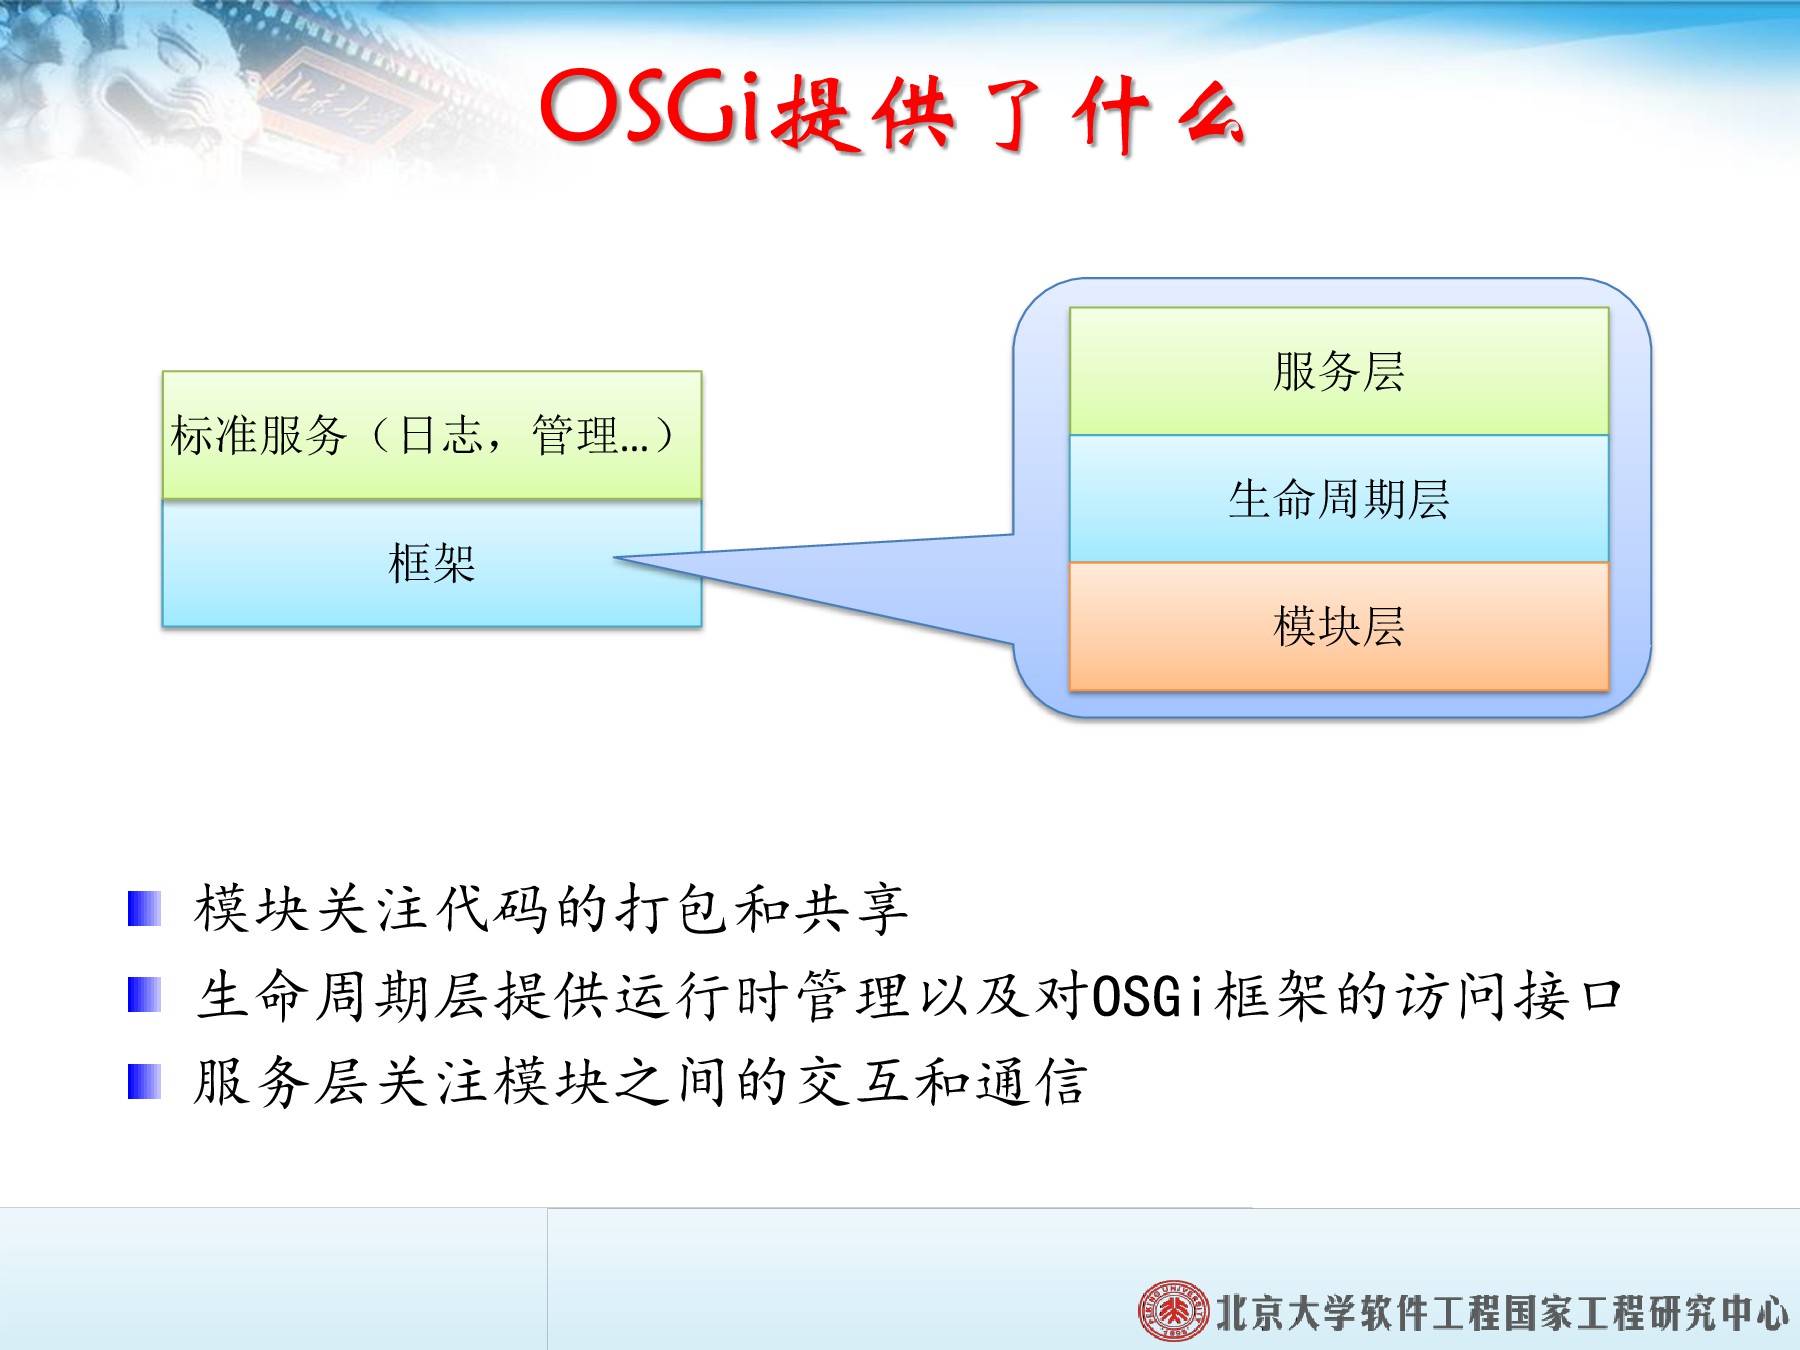 OSGi提供了什么
标准服务（日志，管理…）
框架
服务层
生命周期层
模块层
模块关注代码的打包和共享
生命周期层提供运行时管理以及对OSGi框架的访问接口
服务层关注模块之间的交互和通信
北京大学软件工程国家工程研究中心